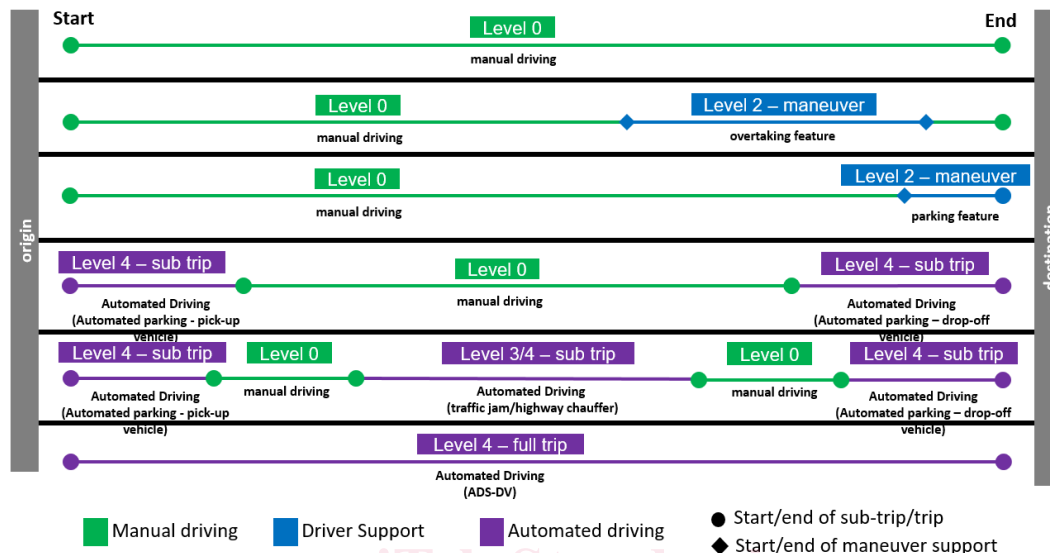 Start
End
Level 0
manual driving
Level 0
Level 2 – maneuver
manual driving
overtaking feature
Level 0
Level 2 – maneuver
manual driving
parking feature
origin
destination
Level 4 – sub trip
Level 0
Level 4 – sub trip
Automated Driving
(Automated parking - pick-up
vehicle)
manual driving
Automated Driving
(Automated parking – drop-off
vehicle)
Level 4 – sub trip
Level 0
Level 3/4 – sub trip
Level 0
Level 4 – sub trip
Automated Driving
(Automated parking - pick-up
vehicle)
manual driving
Automated Driving
(traffic jam/highway chauffer)
manual driving
Automated Driving
(Automated parking – drop-off
vehicle)
Level 4 – full trip
Automated Driving
(ADS-DV)
Manual driving
Driver Support
Automated driving
Start/end of sub-trip/trip
Start/end of maneuver support